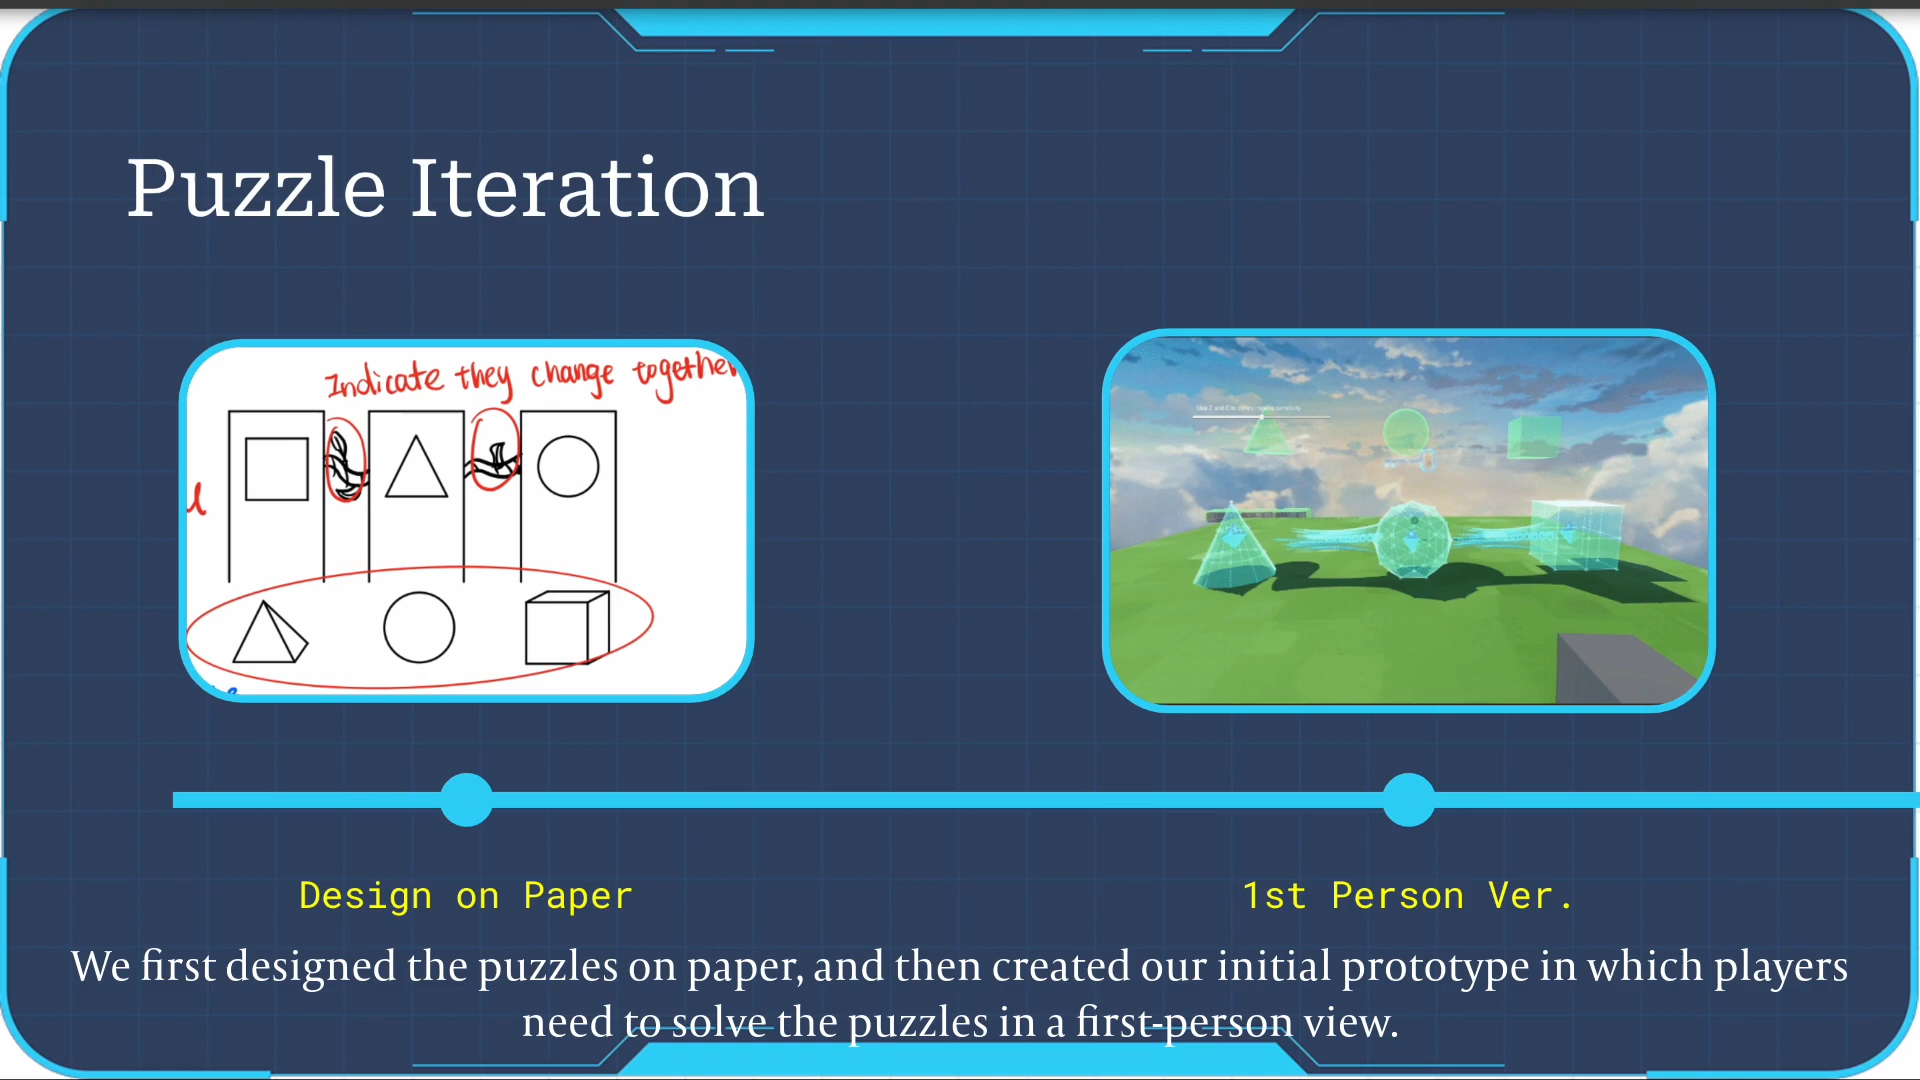 Puzzle Iteration
Indicate they change together
Design on Paper
1st Person Ver.
We first designed the puzzles on paper, and then created our initial prototype in which players
need to solve the puzzles in a first-person view.